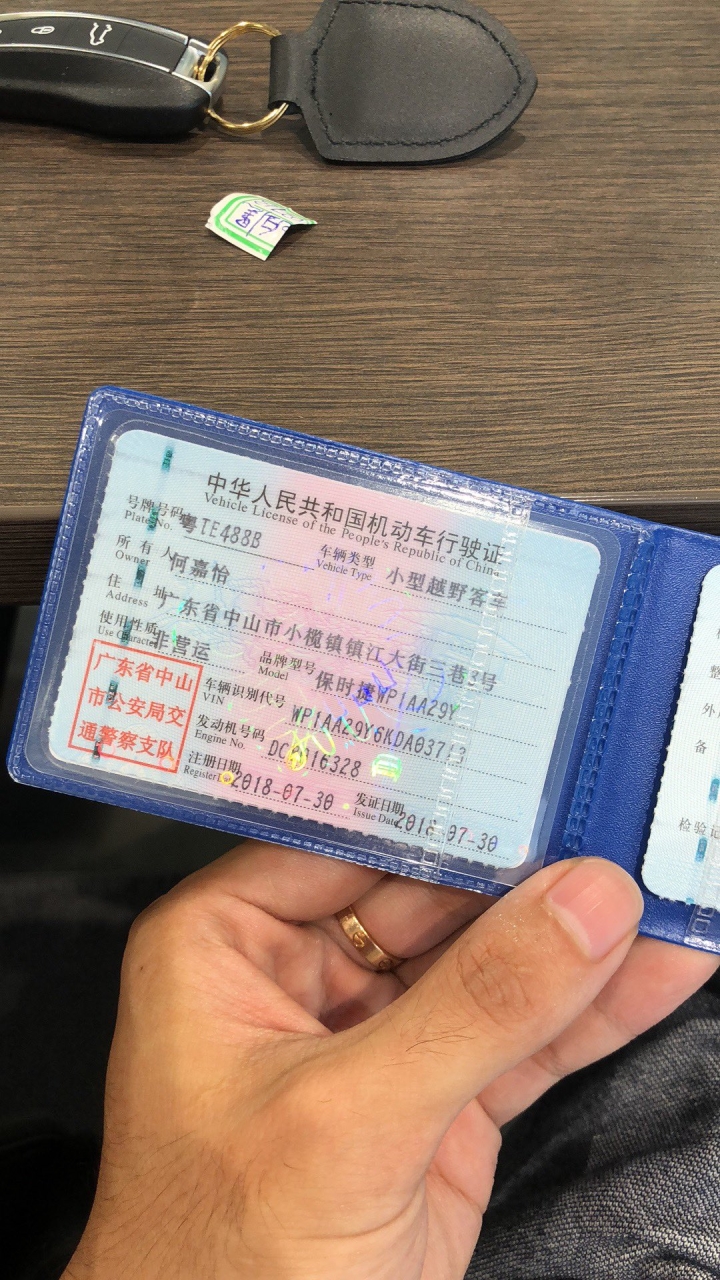 中华人民共和国机动车行驶证
Vehicle License of the People's Republic of China
号牌号码 粤TE488B
Plate No.
车辆类型 小型越野客车
Vehicle Type
所有人 何嘉怡
Owner
住址 广东省中山市小榄镇镇江大街三巷3号
Address
使用性质 非营运
Use Character
品牌型号 保时捷WP1AA29Y
Model
车辆识别代号
VIN
发动机号码
Engine No.
注册日期 2018-07-30
Register Date
发证日期 2018-07-30
Issue Date
广东省中山
市公安局交
通警察支队
整
外
备
检验记